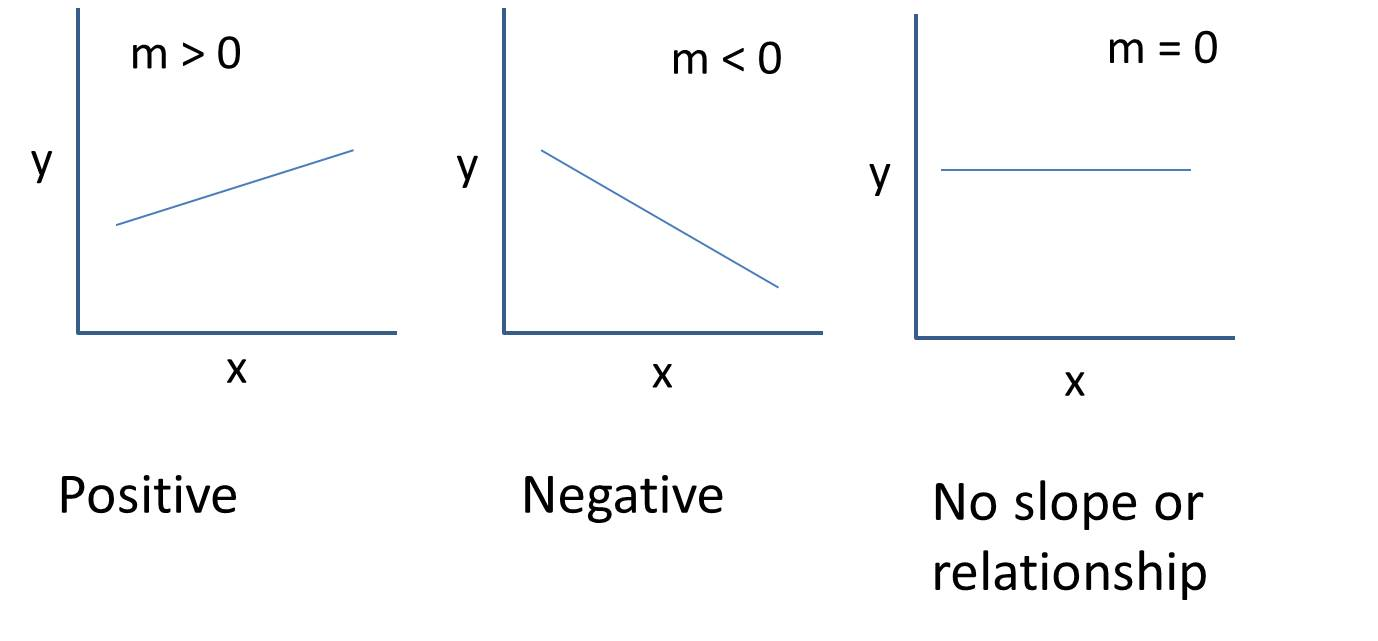 m > 0
y
x
Positive
m < 0
y
x
Negative
m = 0
y
x
No slope or
relationship